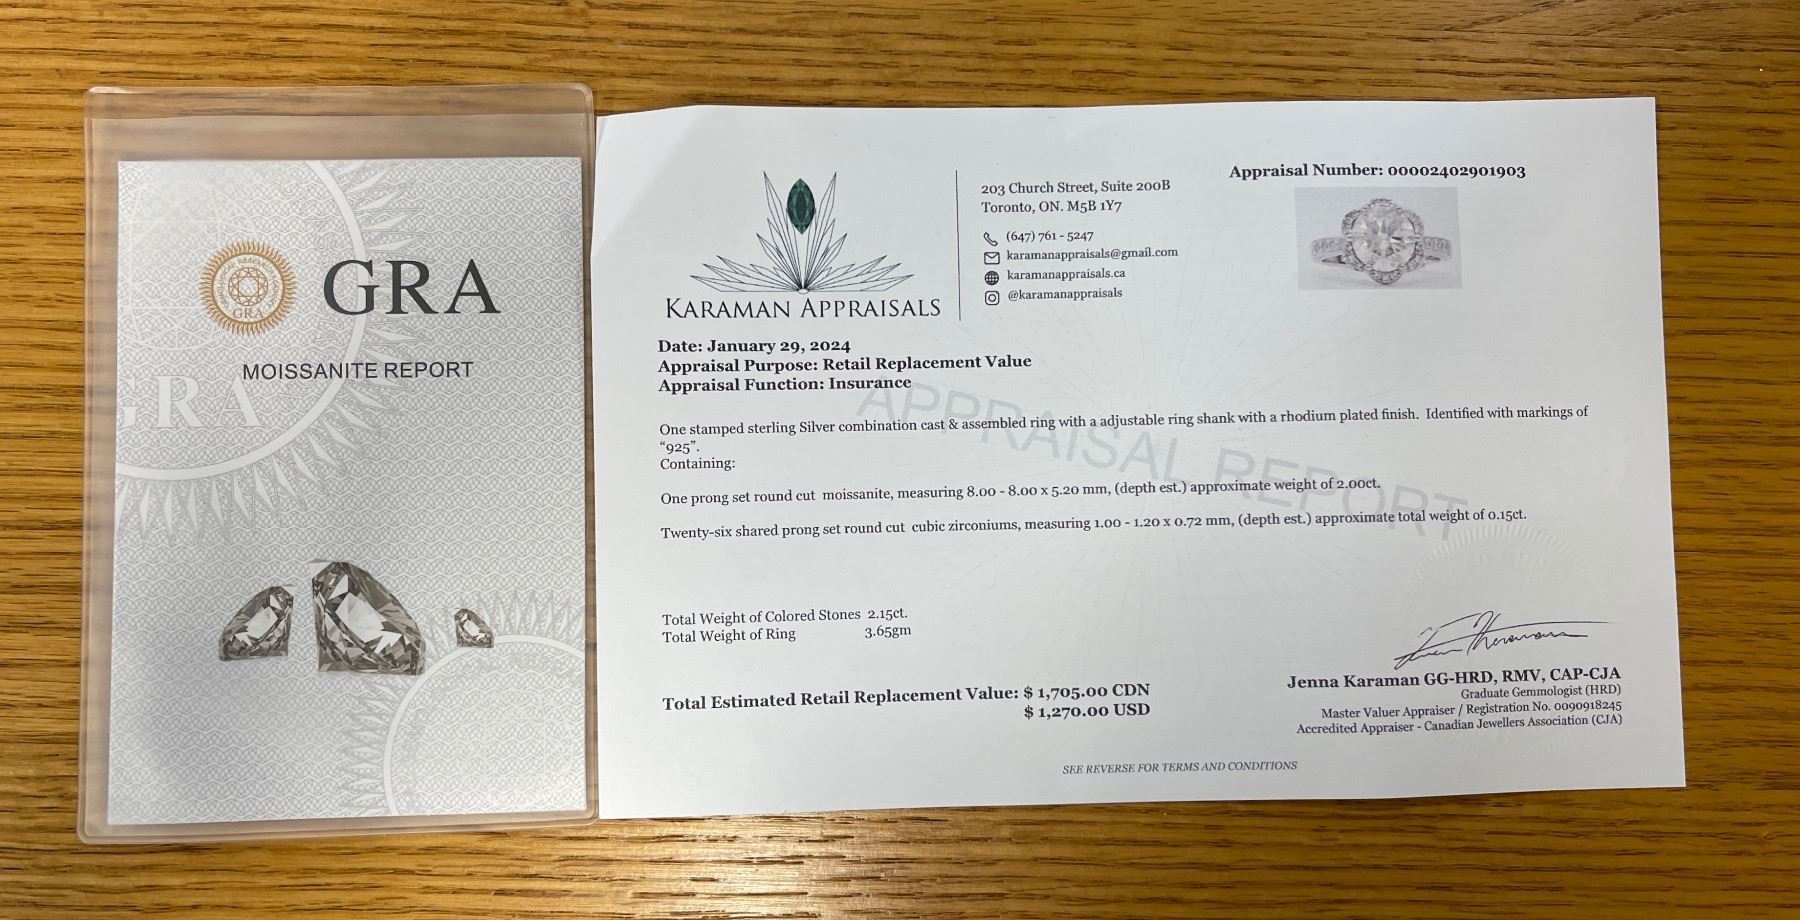 GRA
GRA
MOISSANITE REPORT
GRA
KARAMAN APPRAISALS
203 Church Street, Suite 200B
Toronto, ON. M5B 1Y7
(647) 761 - 5247
karamanappraisals@gmail.com
karamanappraisals.ca
@karamanappraisals
Appraisal Number: 00002402901903
Date: January 29, 2024
Appraisal Purpose: Retail Replacement Value
Appraisal Function: Insurance
APPRAISAL REPORT
One stamped sterling Silver combination cast & assembled ring with a adjustable ring shank with a rhodium plated finish. Identified with markings of
“925”.
Containing:
One prong set round cut moissanite, measuring 8.00 - 8.00 x 5.20 mm, (depth est.) approximate weight of 2.00ct.
Twenty-six shared prong set round cut cubic zirconiums, measuring 1.00 - 1.20 x 0.72 mm, (depth est.) approximate total weight of 0.15ct.
Total Weight of Colored Stones 2.15ct.
Total Weight of Ring 3.65gm
Total Estimated Retail Replacement Value: $ 1,705.00 CDN
$ 1,270.00 USD
Jenna Karaman GG-HRD, RMV, CAP-CJA
Graduate Gemmologist (HRD)
Master Valuer Appraiser / Registration No. 0090918245
Accredited Appraiser - Canadian Jewellers Association (CJA)
SEE REVERSE FOR TERMS AND CONDITIONS